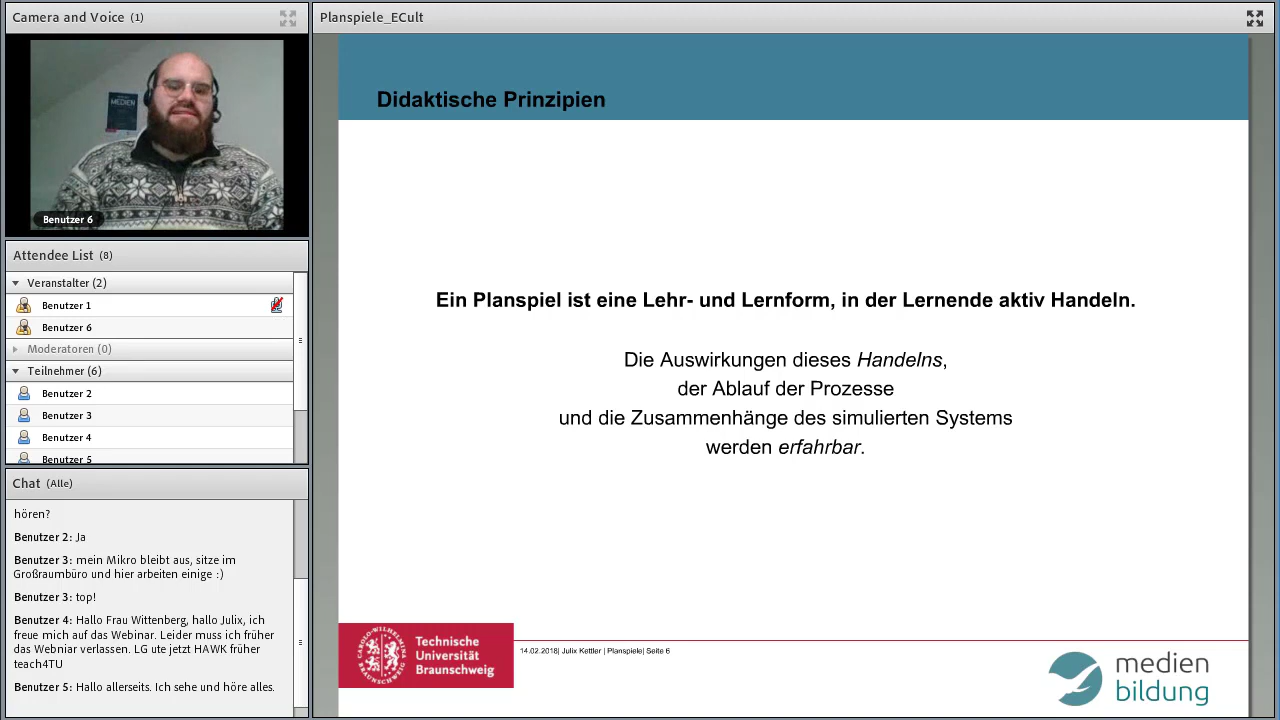 Camera and Voice (1)
MEDIEN
Benutzer 6
Attendee List (8)
Veranstalter (2)
Benutzer 1
Benutzer 6
Moderatoren (0)
Teilnehmer (6)
Benutzer 2
Benutzer 3
Benutzer 4
Benutzer 5
Chat (Alle)
hören?
Benutzer 2: Ja
Benutzer 3: mein Mikro bleibt aus, sitze im
Großraumbüro und hier arbeiten einige :)
Benutzer 3: top!
Benutzer 4: Hallo Frau Wittenberg, hallo Julix, ich
freue mich auf das Webinar. Leider muss ich früher
das Webniar verlassen. LG ute jetzt HAWK früher
teach4TU
Benutzer 5: Hallo allerseits. Ich sehe und höre alles.
Planspiele_ECult
Didaktische Prinzipien
Ein Planspiel ist eine Lehr- und Lernform, in der Lernende aktiv Handeln.
Die Auswirkungen dieses Handelns,
der Ablauf der Prozesse
und die Zusammenhänge des simulierten Systems
werden erfahrbar.
CAROLO-WILHELMINA
BRAUNSCHWEIG
Technische
Universität
Braunschweig
14.02.2018| Julix Kettler | Planspiele| Seite 6
medien
bildung